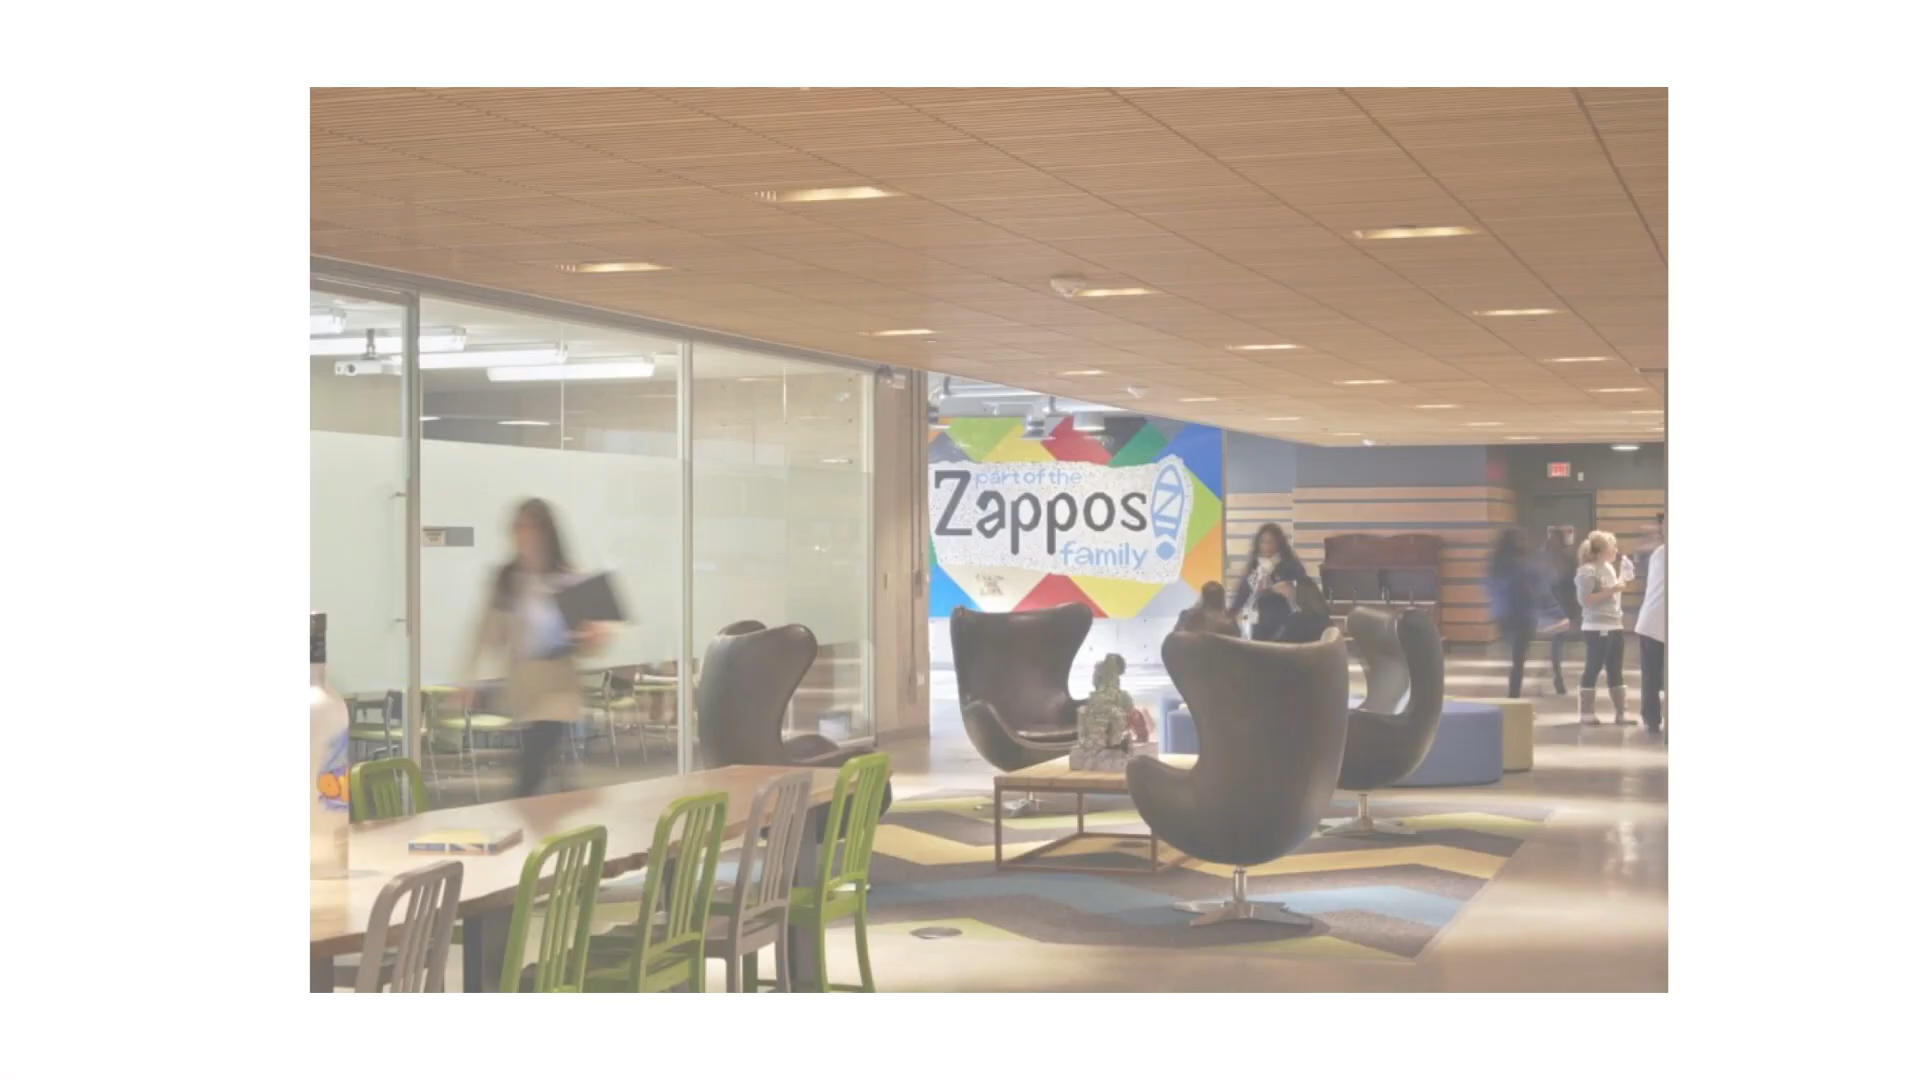 part of the
Zappos
family